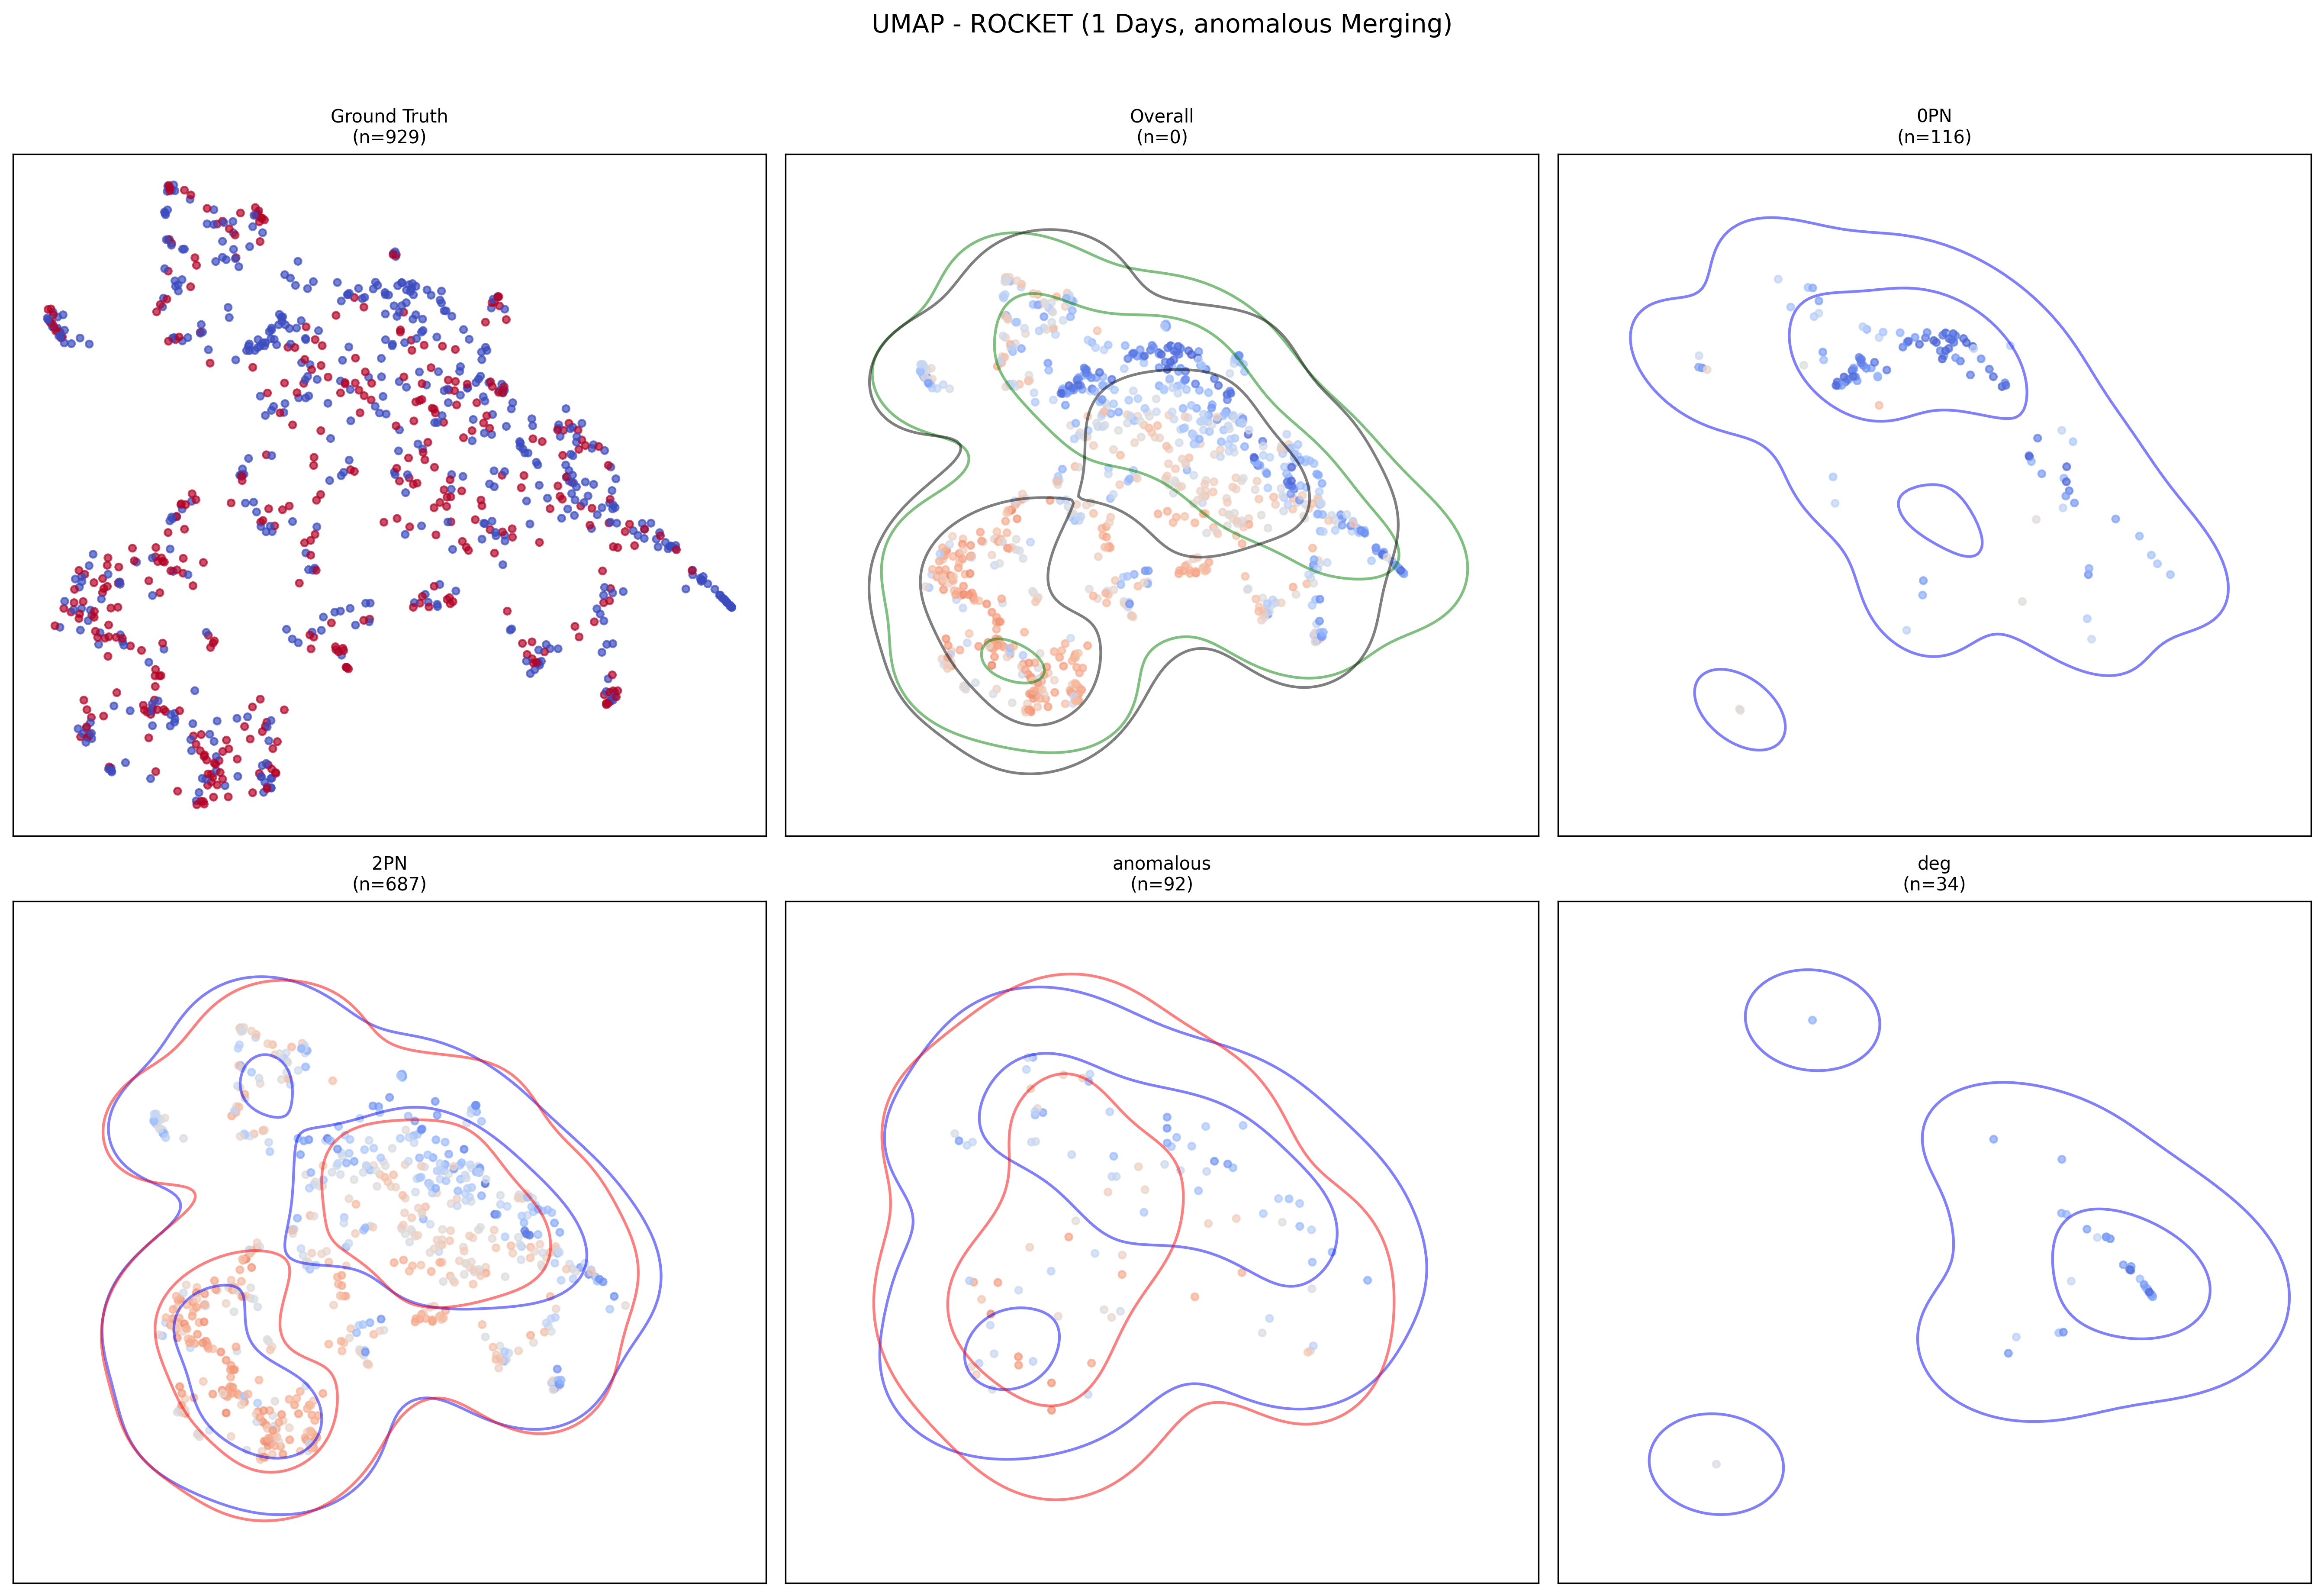 UMAP - ROCKET (1 Days, anomalous Merging)
Ground Truth
(n=929)
Overall
(n=0)
0PN
(n=116)
2PN
(n=687)
anomalous
(n=92)
deg
(n=34)